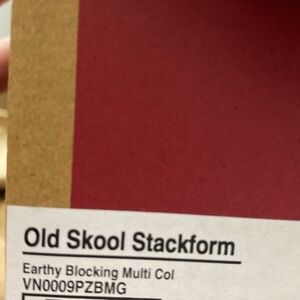 Old Skool Stackform
Earthy Blocking Multi Col
VN0009PZBMG